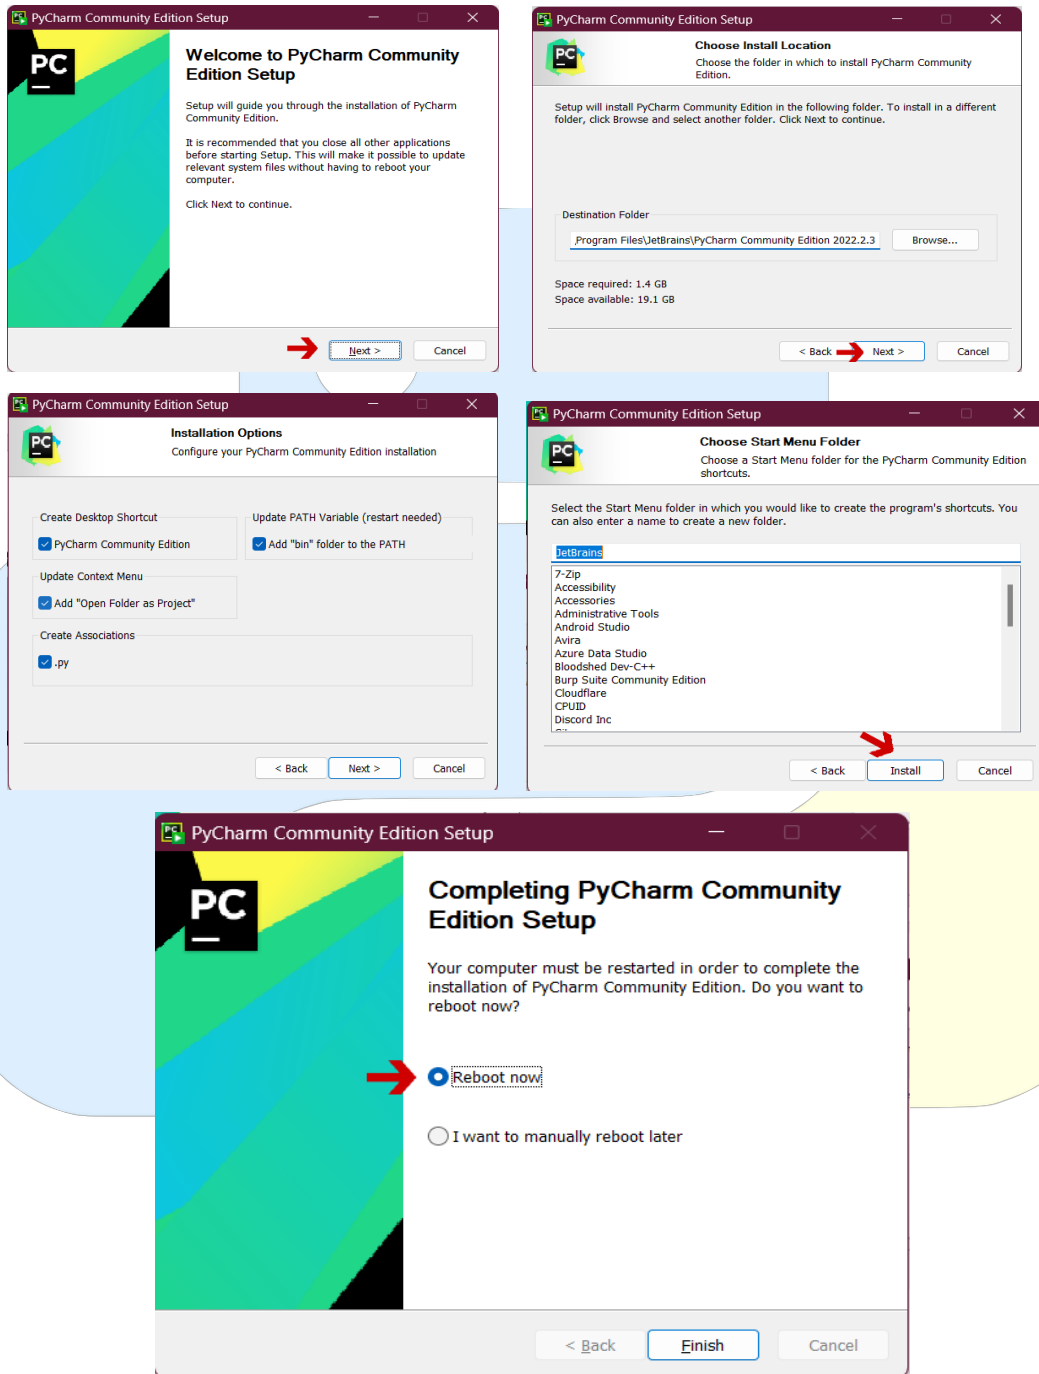 PyCharm Community Edition Setup
PC
Welcome to PyCharm Community
Edition Setup
Setup will guide you through the installation of PyCharm
Community Edition.
It is recommended that you close all other applications
before starting Setup. This will make it possible to update
relevant system files without having to reboot your
computer.
Click Next to continue.
Next >
Cancel
PyCharm Community Edition Setup
PC
Choose Install Location
Choose the folder in which to install PyCharm Community
Edition.
Setup will install PyCharm Community Edition in the following folder. To install in a different
folder, click Browse and select another folder. Click Next to continue.
Destination Folder
Program Files\JetBrains\PyCharm Community Edition 2022.2.3
Browse...
Space required: 1.4 GB
Space available: 19.1 GB
< Back
Next >
Cancel
PyCharm Community Edition Setup
PC
Installation Options
Configure your PyCharm Community Edition installation
Create Desktop Shortcut
PyCharm Community Edition
Update PATH Variable (restart needed)
Add "bin" folder to the PATH
Update Context Menu
Add "Open Folder as Project"
Create Associations
.py
< Back
Next >
Cancel
PyCharm Community Edition Setup
PC
Choose Start Menu Folder
Choose a Start Menu folder for the PyCharm Community Edition
shortcuts.
Select the Start Menu folder in which you would like to create the program's shortcuts. You
can also enter a name to create a new folder.
JetBrains
7-Zip
Accessibility
Accessories
Administrative Tools
Android Studio
Avira
Azure Data Studio
Bloodshed Dev-C++
Burp Suite Community Edition
Cloudflare
CPUID
Discord Inc
< Back
Install
Cancel
PyCharm Community Edition Setup
PC
Completing PyCharm Community
Edition Setup
Your computer must be restarted in order to complete the
installation of PyCharm Community Edition. Do you want to
reboot now?
Reboot now
I want to manually reboot later
< Back
Finish
Cancel